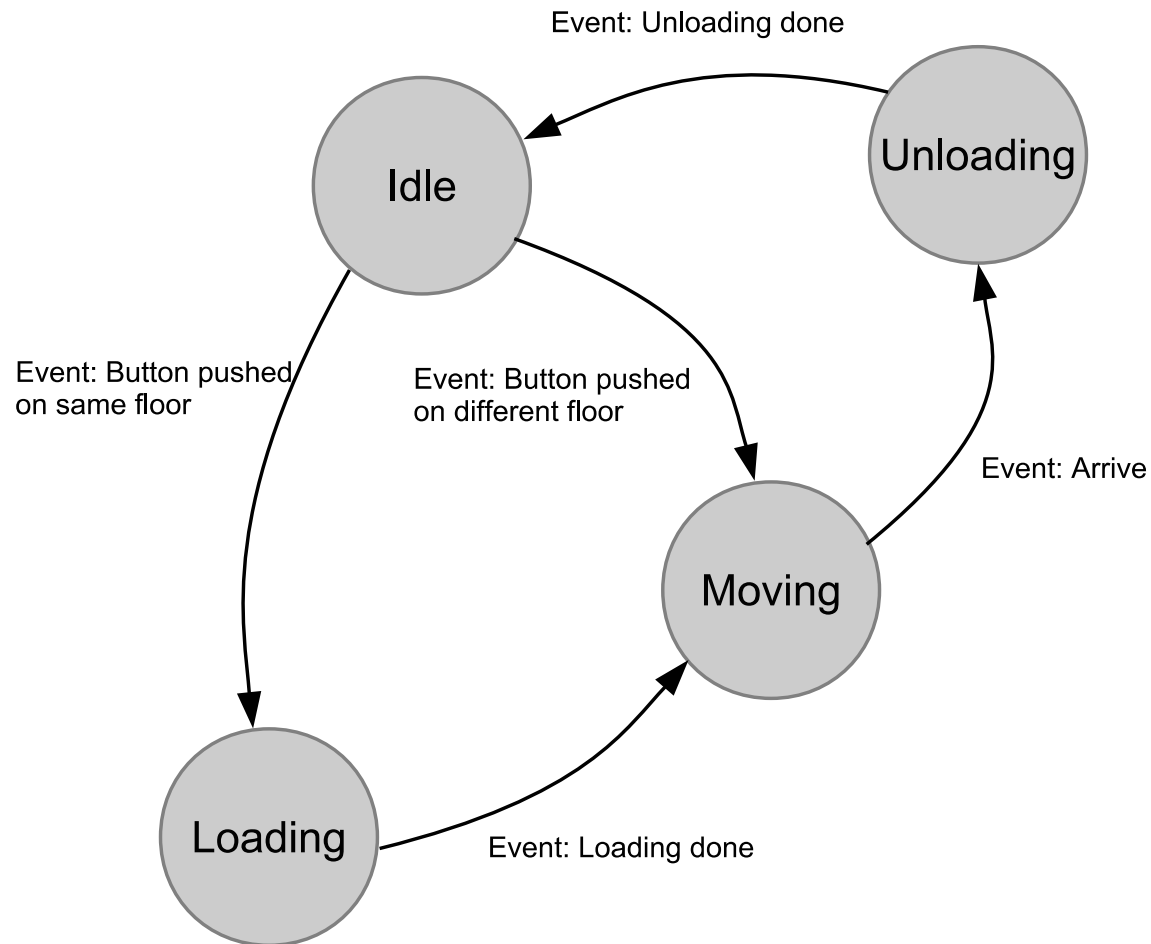 Event: Unloading done
Unloading
Idle
Event: Button pushed
on same floor
Event: Button pushed
on different floor
Event: Arrive
Moving
Loading
Event: Loading done